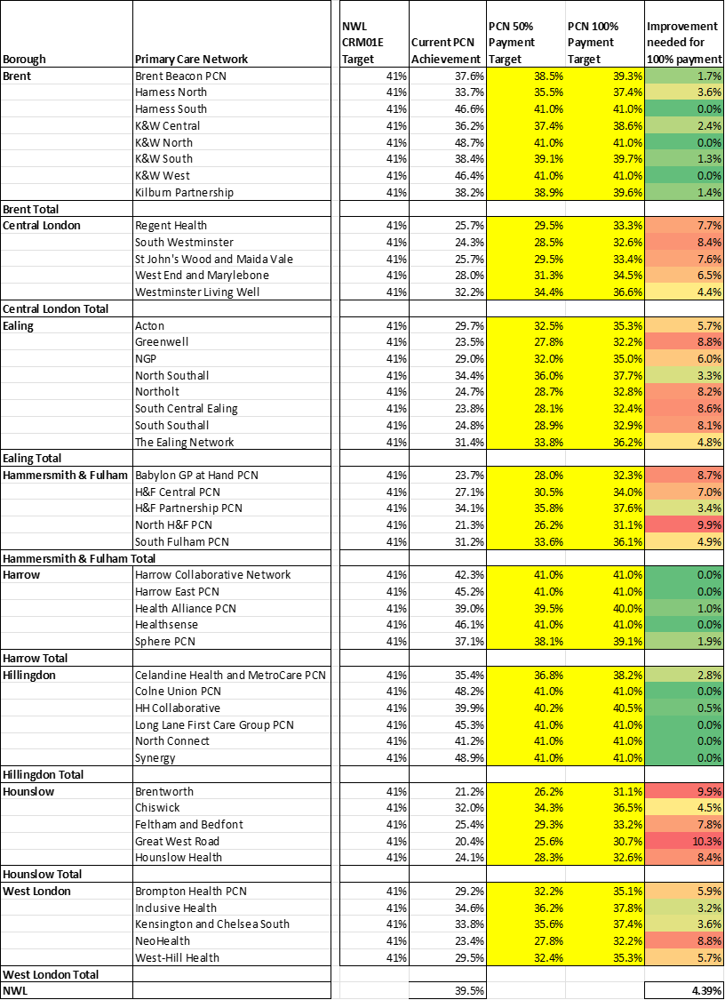 Borough Primary Care Network NWL CRM01E Target Current PCN Achievement PCN 50% Payment Target PCN 100% Payment Target Improvement needed for 100% payment
Brent Brent Beacon PCN 41% 37.6% 38.5% 39.3% 1.7%
Harness North 41% 33.7% 35.5% 37.4% 3.6%
Harness South 41% 46.6% 41.0% 41.0% 0.0%
K&W Central 41% 36.2% 37.4% 38.6% 2.4%
K&W North 41% 48.7% 41.0% 41.0% 0.0%
K&W South 41% 38.4% 39.1% 39.7% 1.3%
K&W West 41% 46.4% 41.0% 41.0% 0.0%
Kilburn Partnership 41% 38.2% 38.9% 39.6% 1.4%
Brent Total
Central London Regent Health 41% 25.7% 29.5% 33.3% 7.7%
South Westminster 41% 24.3% 28.5% 32.6% 8.4%
St John's Wood and Maida Vale 41% 25.7% 29.5% 33.4% 7.6%
West End and Marylebone 41% 28.0% 31.3% 34.5% 6.5%
Westminster Living Well 41% 32.2% 34.4% 36.6% 4.4%
Central London Total
Ealing Acton 41% 29.7% 32.5% 35.3% 5.7%
Greenwell 41% 23.5% 27.8% 32.2% 8.8%
NGP 41% 29.0% 32.0% 35.0% 6.0%
North Southall 41% 34.4% 36.0% 37.7% 3.3%
Northolt 41% 24.7% 28.7% 32.8% 8.2%
South Central Ealing 41% 23.8% 28.1% 32.4% 8.6%
South Southall 41% 24.8% 28.9% 32.9% 8.1%
The Ealing Network 41% 31.4% 33.8% 36.2% 4.8%
Ealing Total
Hammersmith & Fulham Babylon GP at Hand PCN 41% 23.7% 28.0% 32.3% 8.7%
H&F Central PCN 41% 27.1% 30.5% 34.0% 7.0%
H&F Partnership PCN 41% 34.1% 35.8% 37.6% 3.4%
North H&F PCN 41% 21.3% 26.2% 31.1% 9.9%
South Fulham PCN 41% 31.2% 33.6% 36.1% 4.9%
Hammersmith & Fulham Total
Harrow Harrow Collaborative Network 41% 42.3% 41.0% 41.0% 0.0%
Harrow East PCN 41% 45.2% 41.0% 41.0% 0.0%
Health Alliance PCN 41% 39.0% 39.5% 40.0% 1.0%
Healthsense 41% 46.1% 41.0% 41.0% 0.0%
Sphere PCN 41% 37.1% 38.1% 39.1% 1.9%
Harrow Total
Hillingdon Celandine Health and MetroCare PCN 41% 35.4% 36.8% 38.2% 2.8%
Colne Union PCN 41% 48.2% 41.0% 41.0% 0.0%
HH Collaborative 41% 39.9% 40.2% 40.5% 0.5%
Long Lane First Care Group PCN 41% 45.3% 41.0% 41.0% 0.0%
North Connect 41% 41.2% 41.0% 41.0% 0.0%
Synergy 41% 48.9% 41.0% 41.0% 0.0%
Hillingdon Total
Hounslow Brentworth 41% 21.2% 26.2% 31.1% 9.9%
Chiswick 41% 32.0% 34.3% 36.5% 4.5%
Feltham and Bedfont 41% 25.4% 29.3% 33.2% 7.8%
Great West Road 41% 20.4% 25.6% 30.7% 10.3%
Hounslow Health 41% 24.1% 28.3% 32.6% 8.4%
Hounslow Total
West London Brompton Health PCN 41% 29.2% 32.2% 35.1% 5.9%
Inclusive Health 41% 34.6% 36.2% 37.8% 3.2%
Kensington and Chelsea South 41% 33.8% 35.6% 37.4% 3.6%
NeoHealth 41% 23.4% 27.8% 32.2% 8.8%
West-Hill Health 41% 29.5% 32.4% 35.3% 5.7%
West London Total
NWL 39.5% 4.39%